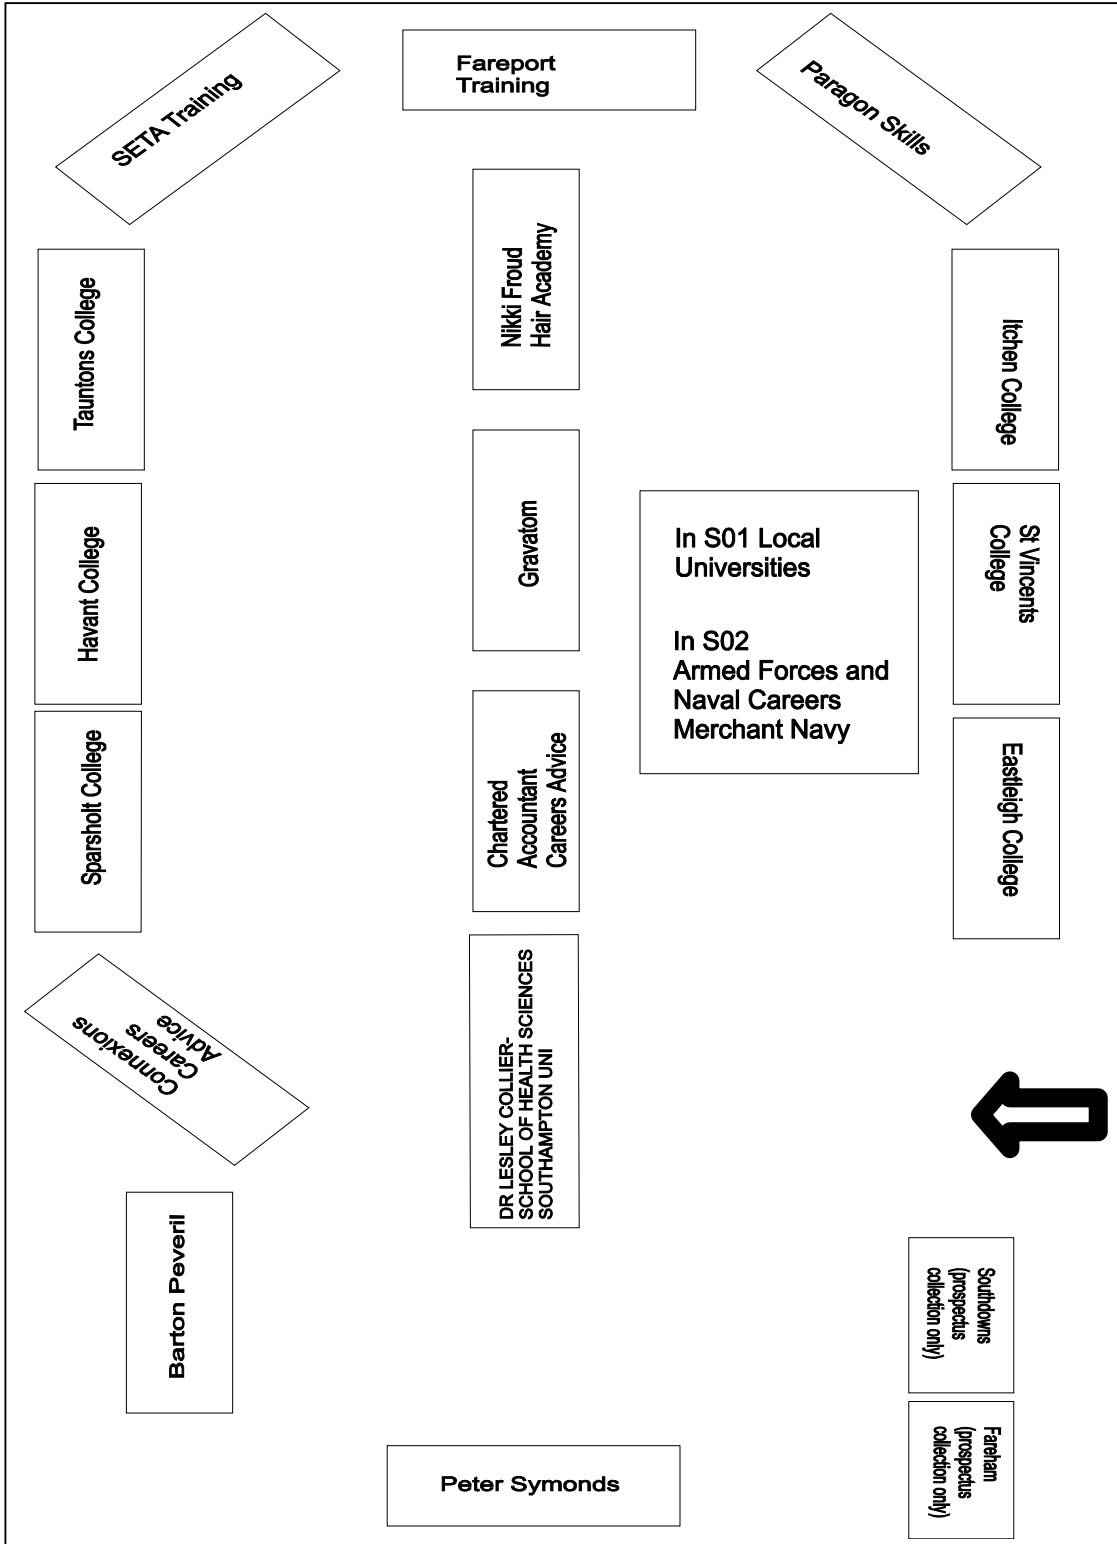 SETA Training
Fareport
Training
Paragon Skills
Nikki Froud
Hair Academy
Tauntons College
Itchen College
Gravatom
Havant College
In S01 Local
Universities
In S02
Armed Forces and
Naval Careers
Merchant Navy
St Vincents
College
Chartered
Accountant
Careers Advice
Sparsholt College
Eastleigh College
Connexions
Careers
Advice
DR LESLEY COLLIER-
SCHOOL OF HEALTH SCIENCES
SOUTHAMPTON UNI
Barton Peveril
Southdowns
(prospectus
collection only)
Fareham
(prospectus
collection only)
Peter Symonds